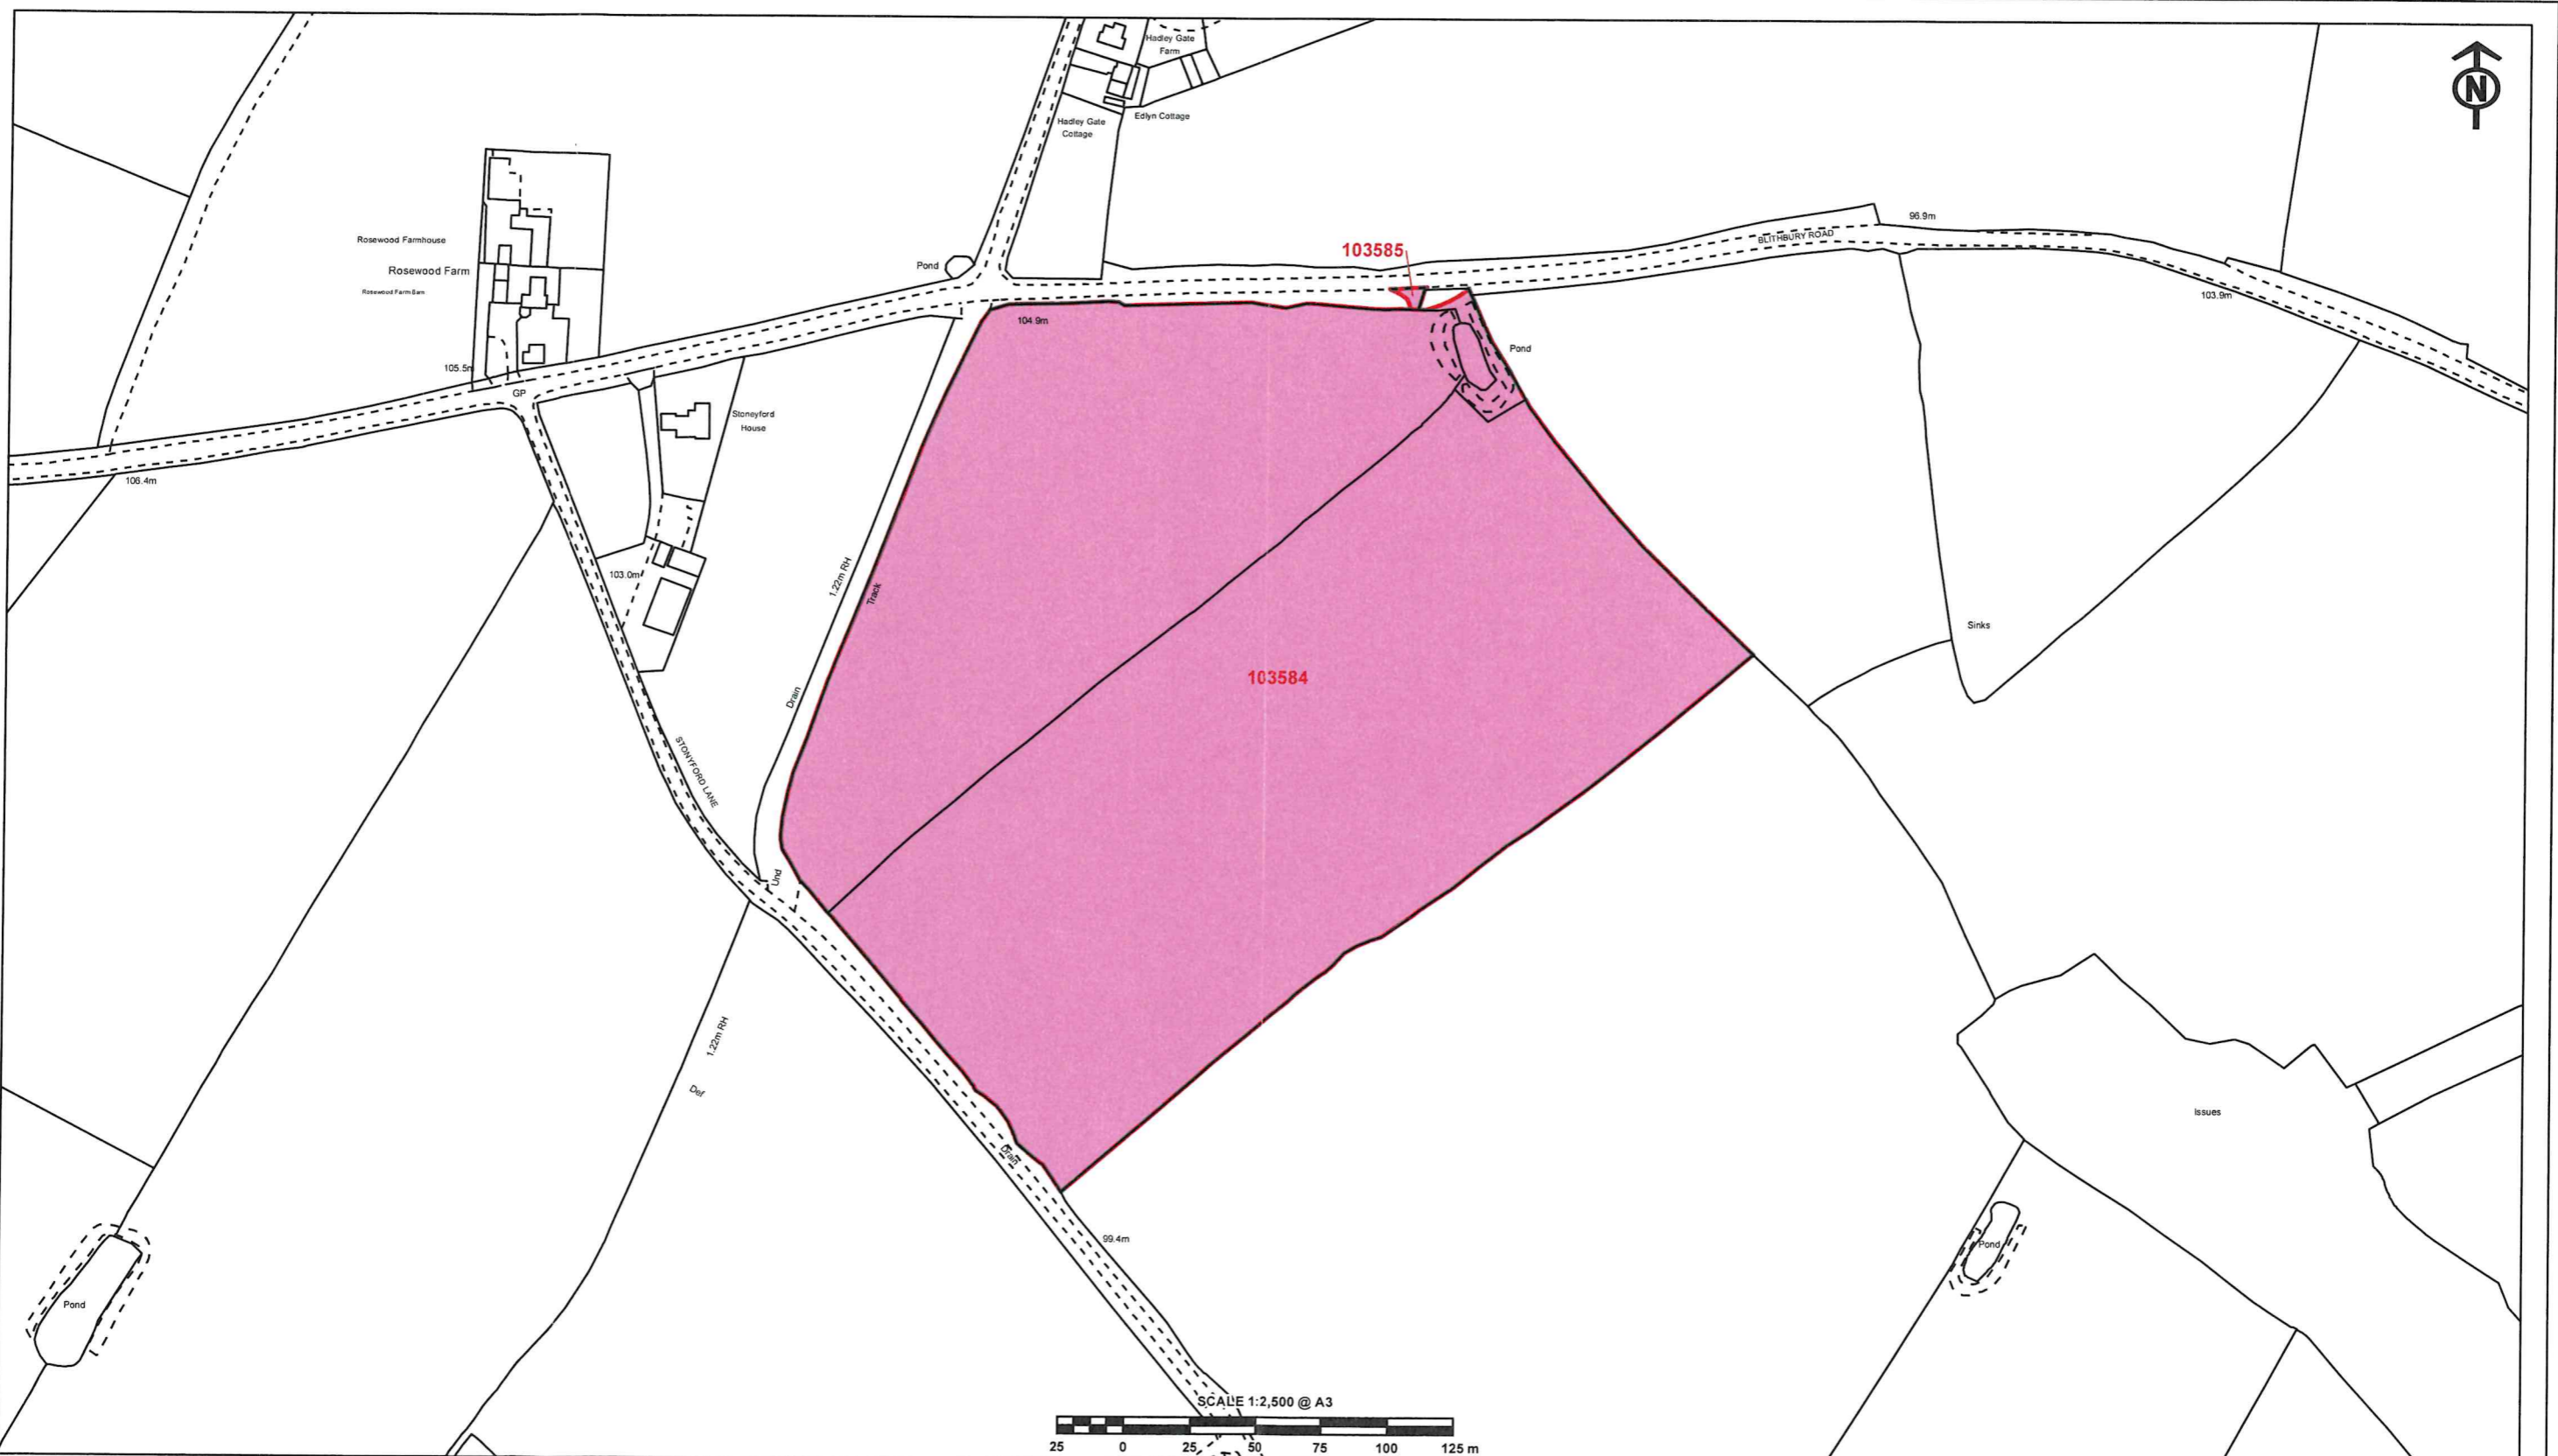 Hadley Gate
Farm
N
Hadley Gate
Cottage
Edlyn Cottage
Rosewood Farmhouse
Rosewood Farm
Rosewood Farm Barn
Pond
103585
BLITHBURY ROAD
96.9m
103.9m
104.9m
Pond
105.5m
GP
Stoneyford
House
106.4m
103.0m
1.22m RH
Track
Drain
103584
Sinks
STONYFORD LANE
Und
1.22m RH
Def
Drain
Issues
99.4m
Pond
Pond
SCALE 1:2,500 @ A3
25 0 25 50 75 100 125 m